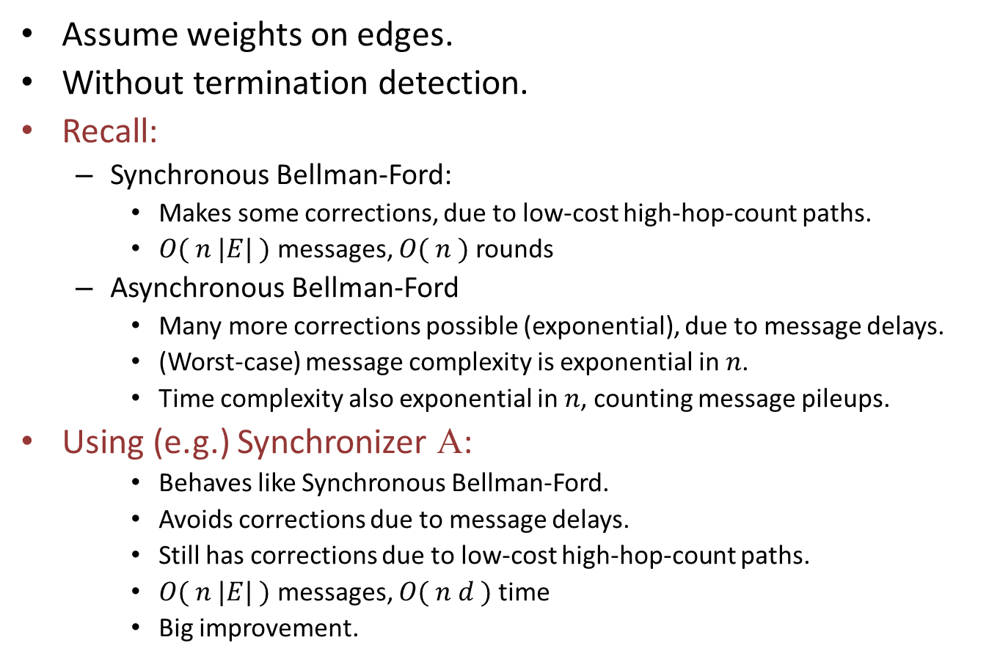 • Assume weights on edges.
• Without termination detection.
• Recall:
– Synchronous Bellman-Ford:
• Makes some corrections, due to low-cost high-hop-count paths.
• O( n |E| ) messages, O( n ) rounds
– Asynchronous Bellman-Ford
• Many more corrections possible (exponential), due to message delays.
• (Worst-case) message complexity is exponential in n.
• Time complexity also exponential in n, counting message pileups.
• Using (e.g.) Synchronizer Α:
• Behaves like Synchronous Bellman-Ford.
• Avoids corrections due to message delays.
• Still has corrections due to low-cost high-hop-count paths.
• O( n |E| ) messages, O( n d ) time
• Big improvement.